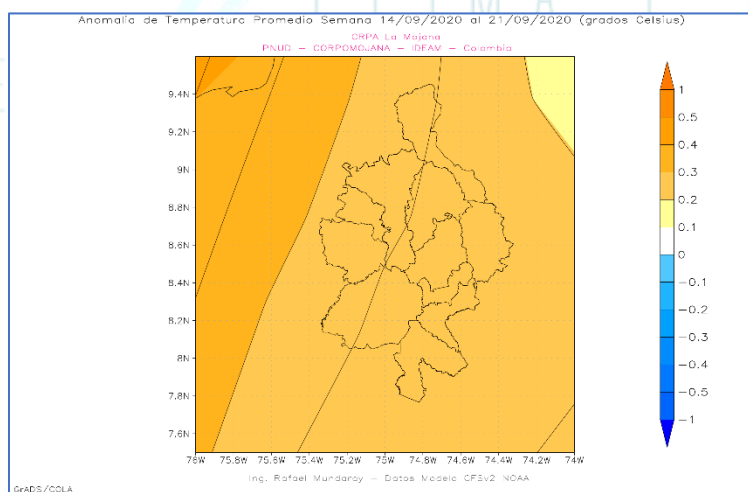 CLIMA
Anomalía de Temperatura Promedio Semana 14/09/2020 al 21/09/2020 (grados Celsius)
CRPA La Mojana
PNUD – CORPOMOJANA – IDEAM – Colombia
9.4N
9.2N
9N
8.8N
8.6N
8.4N
8.2N
8N
7.8N
7.6N
76W 75.8W 75.6W 75.4W 75.2W 75W 74.8W 74.6W 74.4W 74.2W 74W
1
0.5
0.4
0.3
0.2
0.1
0
-0.1
-0.2
-0.3
-0.4
-0.5
-1
Ing. Rafael Mundaray – Datos Modelo CFSv2 NOAA
GrADS/COLA